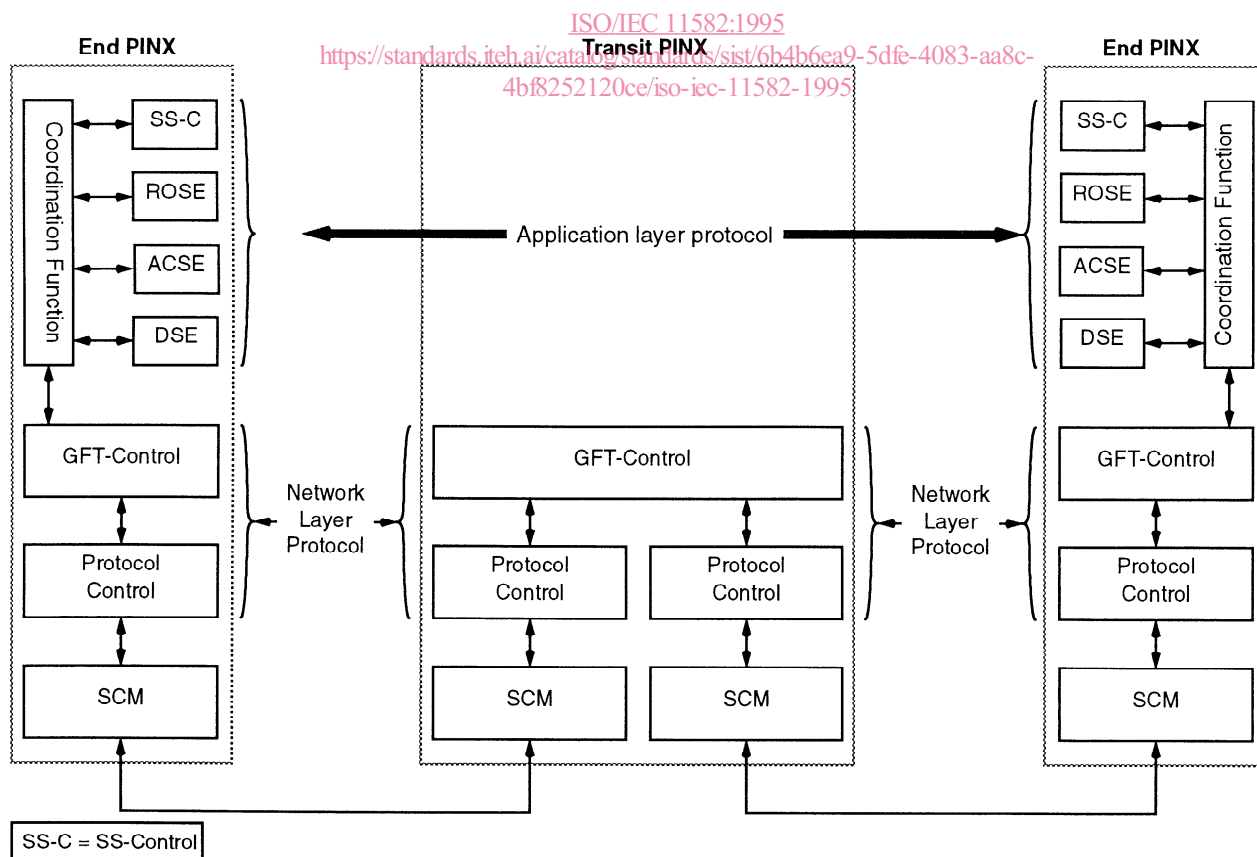 ISO/IEC 11582:1995
End PINX
Transit PINX
End PINX
https://standards.iteh.ai/catalog/standards/sist/6b4b6ea9-5dfe-4083-aa8c-
4bf8252120ce/iso-iec-11582-1995
Coordination Function
SS-C
ROSE
ACSE
DSE
Application layer protocol
SS-C
ROSE
ACSE
DSE
Coordination Function
GFT-Control
Network
Layer
Protocol
GFT-Control
Network
Layer
Protocol
GFT-Control
Protocol
Control
Protocol
Control
Protocol
Control
Protocol
Control
SCM
SCM
SCM
SCM
SS-C = SS-Control